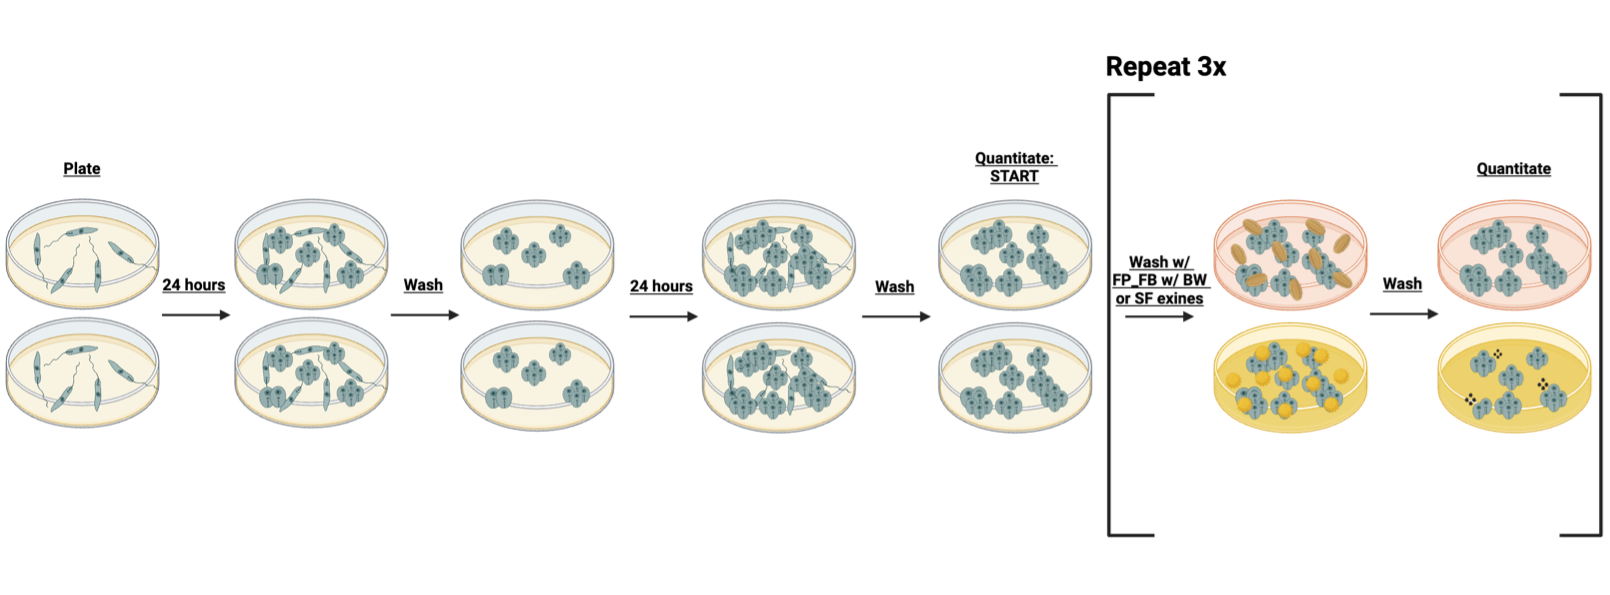 Repeat 3x
Plate
24 hours
Wash
24 hours
Wash
Quantitate:
START
Wash w/
FP_FB w/ BW
or SF exines
Wash
Quantitate